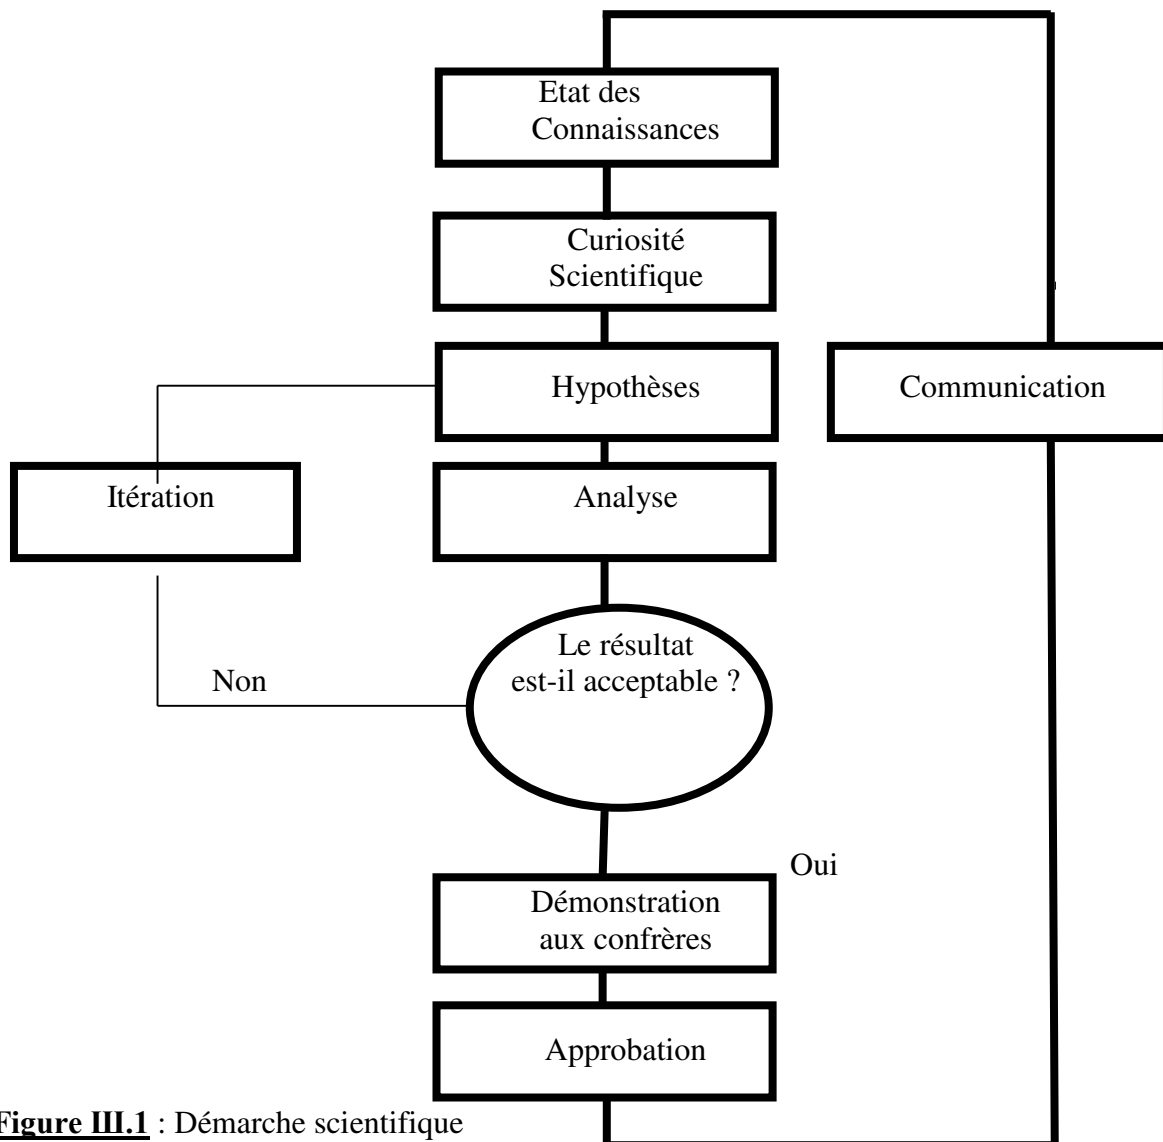 Etat des
Connaissances
Curiosité
Scientifique
Hypothèses
Communication
Itération
Analyse
Le résultat
est-il acceptable ?
Non
Oui
Démonstration
aux confrères
Approbation
Figure III.1 : Démarche scientifique